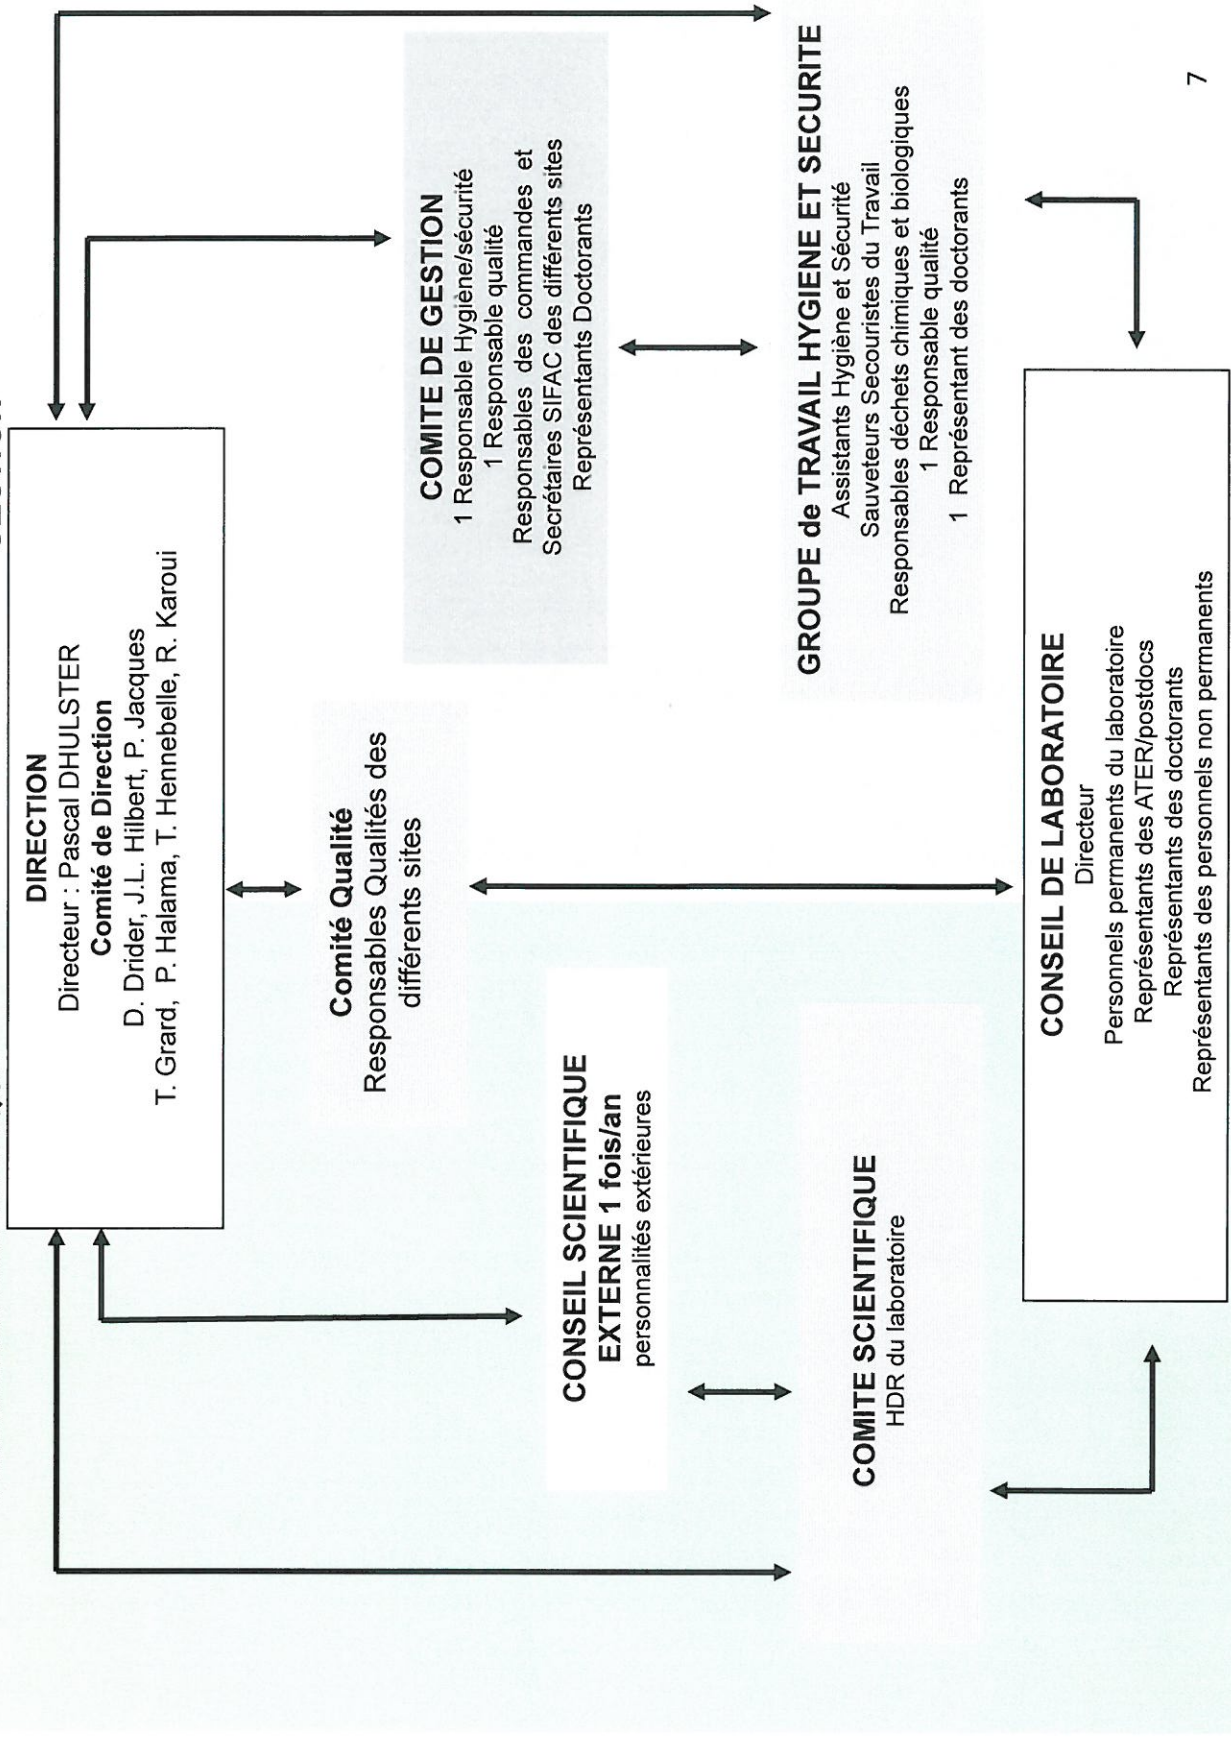 DIRECTION
Directeur : Pascal DHULSTER
Comité de Direction
D. Drider, J.L. Hilbert, P. Jacques
T. Grard, P. Halama, T. Hennebelle, R. Karoui
Comité Qualité
Responsables Qualités des
différents sites
COMITE DE GESTION
1 Responsable Hygiène/sécurité
1 Responsable qualité
Responsables des commandes et
Secrétaires SIFAC des différents sites
Représentants Doctorants
CONSEIL SCIENTIFIQUE
EXTERNE 1 fois/an
personnalités extérieures
COMITE SCIENTIFIQUE
HDR du laboratoire
GROUPE de TRAVAIL HYGIENE ET SECURITE
Assistants Hygiène et Sécurité
Sauveteurs Secouristes du Travail
Responsables déchets chimiques et biologiques
1 Responsable qualité
1 Représentant des doctorants
CONSEIL DE LABORATOIRE
Directeur
Personnels permanents du laboratoire
Représentants des ATER/postdocs
Représentants des doctorants
Représentants des personnels non permanents
7